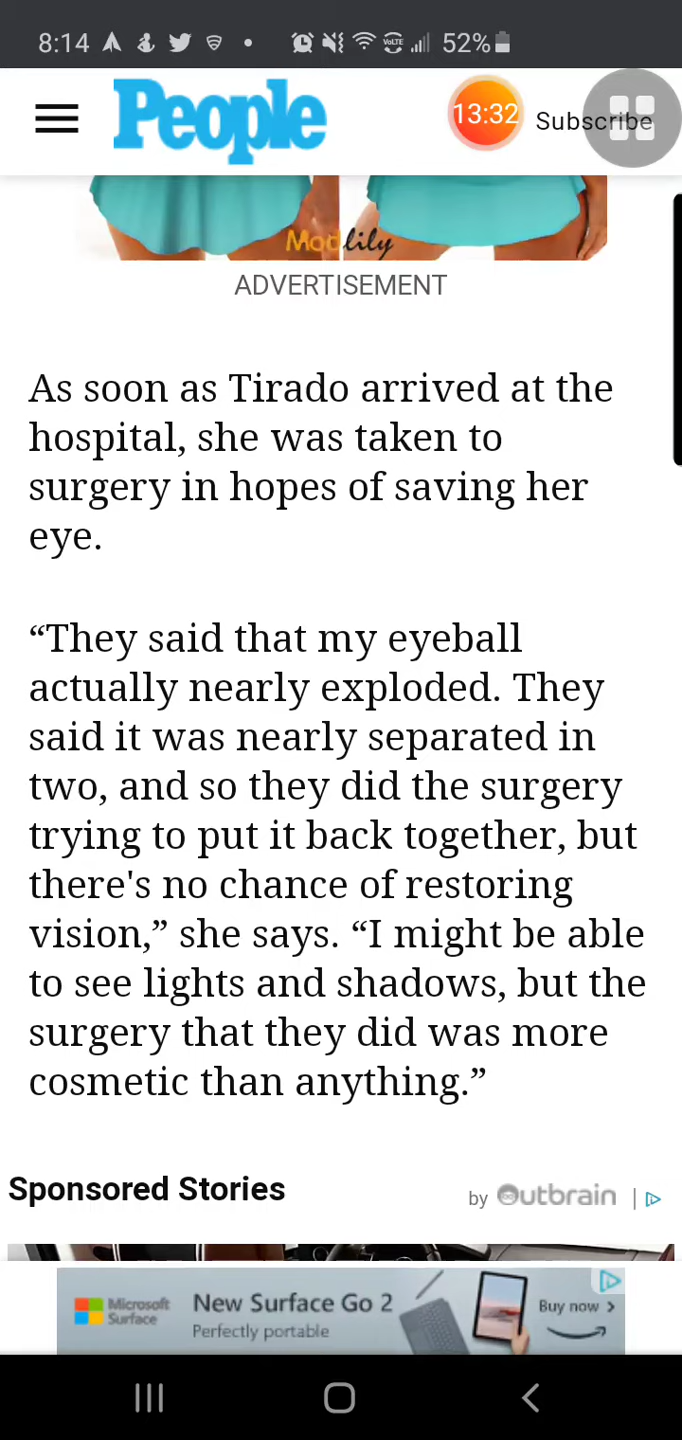 8:14
VoLTE
52%
People
13:32
Subscribe
Modlily
ADVERTISEMENT
As soon as Tirado arrived at the
hospital, she was taken to
surgery in hopes of saving her
eye.
“They said that my eyeball
actually nearly exploded. They
said it was nearly separated in
two, and so they did the surgery
trying to put it back together, but
there's no chance of restoring
vision,” she says. “I might be able
to see lights and shadows, but the
surgery that they did was more
cosmetic than anything.”
Sponsored Stories
by Outbrain
Microsoft
Surface
New Surface Go 2
Perfectly portable
Buy now >